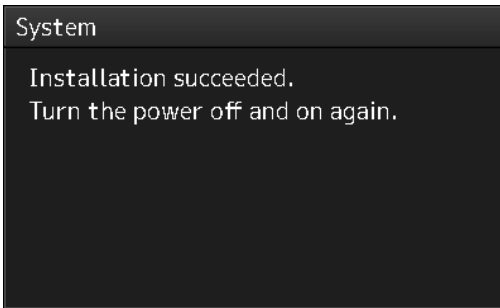 System
Installation succeeded.
Turn the power off and on again.